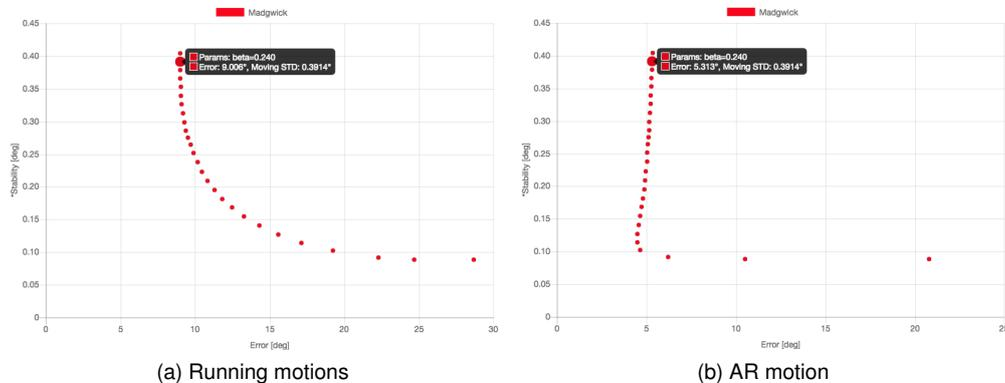 Madgwick
0.45
0.40
0.35
0.30
0.25
0.20
0.15
0.10
0.05
0
*Stability [deg]
Params: beta=0.240
Error: 9.006°, Moving STD: 0.3914°
0 5 10 15 20 25 30
Error [deg]
(a) Running motions
Madgwick
0.45
0.40
0.35
0.30
0.25
0.20
0.15
0.10
0.05
0
*Stability [deg]
Params: beta=0.240
Error: 5.313°, Moving STD: 0.3914°
0 5 10 15 20 25
Error [deg]
(b) AR motion